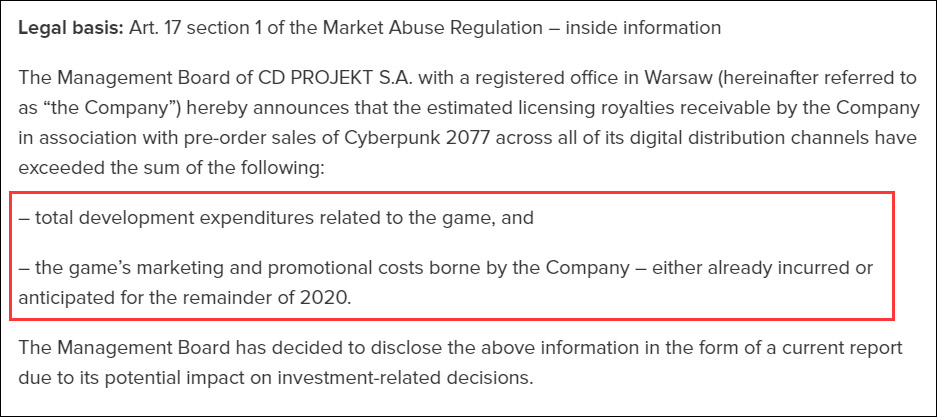 Legal basis: Art. 17 section 1 of the Market Abuse Regulation – inside information
The Management Board of CD PROJEKT S.A. with a registered office in Warsaw (hereinafter referred to
as “the Company”) hereby announces that the estimated licensing royalties receivable by the Company
in association with pre-order sales of Cyberpunk 2077 across all of its digital distribution channels have
exceeded the sum of the following:
– total development expenditures related to the game, and
– the game’s marketing and promotional costs borne by the Company – either already incurred or
anticipated for the remainder of 2020.
The Management Board has decided to disclose the above information in the form of a current report
due to its potential impact on investment-related decisions.